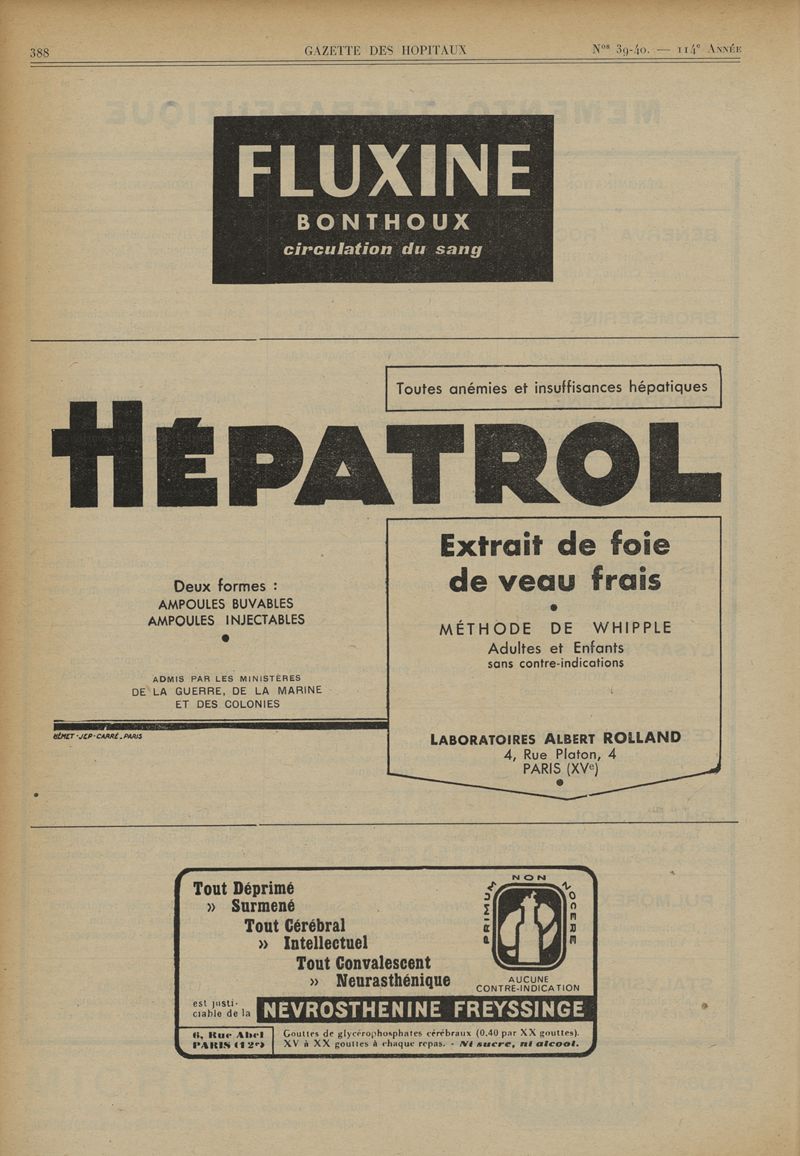 388
GAZETTE DES HOPITAUX
Nos 39-40. — 114e ANNÉE
FLUXINE
BONTHOUX
circulation du sang
Toutes anémies et insuffisances hépatiques
HÉPATROL
Extrait de foie
de veau frais
•
MÉTHODE DE WHIPPLE
Adultes et Enfants
sans contre-indications
Deux formes :
AMPOULES BUVABLES
AMPOULES INJECTABLES
•
ADMIS PAR LES MINISTÈRES
DE LA GUERRE, DE LA MARINE
ET DES COLONIES
LABORATOIRES ALBERT ROLLAND
4, Rue Platon, 4
PARIS (XVe)
•
Tout Déprimé
» Surmené
Tout Cérébral
» Intellectuel
Tout Convalescent
» Neurasthénique
PRIMUM NON NOCERE
AUCUNE
CONTRE-INDICATION
est justi-
ciable de la
NÉVROSTHÉNINE FREYSSINGE
6, Rue Abel
PARIS (12e)
Gouttes de glycérophosphates cérébraux (0.40 par XX gouttes).
XV à XX gouttes à chaque repas. - Ni sucre, ni alcool.